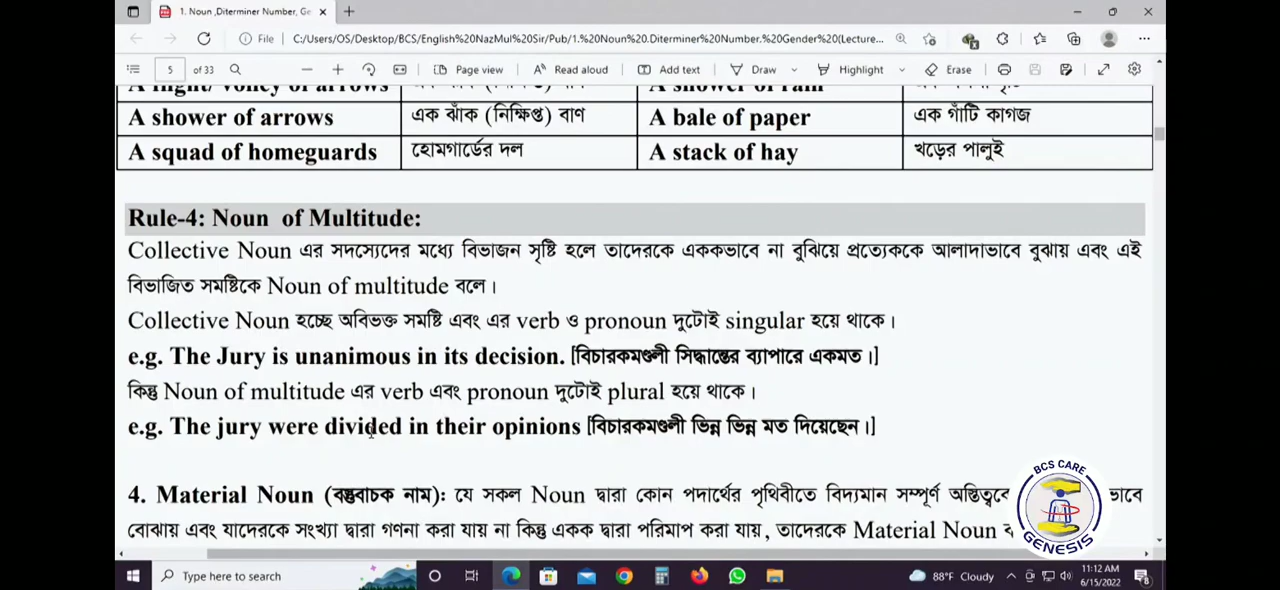 1. Noun ,Diterminer Number, Ge
File
C:/Users/OS/Desktop/BCS/English%20NazMul%20Sir/Pub/1.%20Noun%20.Diterminer%20Number.%20Gender%20(Lecture...
5 of 33
Page view
Read aloud
Add text
Draw
Highlight
Erase
A shower of arrows এক ঝাঁক (নিক্ষিপ্ত) বাণ A bale of paper এক গাঁটি কাগজ
A squad of homeguards হোমগার্ডের দল A stack of hay খড়ের পালুই
Rule-4: Noun of Multitude:
Collective Noun এর সদস্যেদের মধ্যে বিভাজন সৃষ্টি হলে তাদেরকে এককভাবে না বুঝিয়ে প্রত্যেককে আলাদাভাবে বুঝায় এবং এই
বিভাজিত সমষ্টিকে Noun of multitude বলে।
Collective Noun হচ্ছে অবিভক্ত সমষ্টি এবং এর verb ও pronoun দুটোই singular হয়ে থাকে।
e.g. The Jury is unanimous in its decision. [বিচারকমণ্ডলী সিদ্ধান্তের ব্যাপারে একমত।]
কিন্তু Noun of multitude এর verb এবং pronoun দুটোই plural হয়ে থাকে।
e.g. The jury were divided in their opinions [বিচারকমণ্ডলী ভিন্ন ভিন্ন মত দিয়েছেন।]
4. Material Noun (বস্তুবাচক নাম): যে সকল Noun দ্বারা কোন পদার্থের পৃথিবীতে বিদ্যমান সম্পূর্ণ ভাবে
বোঝায় এবং যাদেরকে সংখ্যা দ্বারা গণনা করা যায় না কিন্তু একক দ্বারা পরিমাপ করা যায়, তাদেরকে Material Noun
BCS CARE
GENESIS
Type here to search
88°F Cloudy
11:12 AM
6/15/2022
8